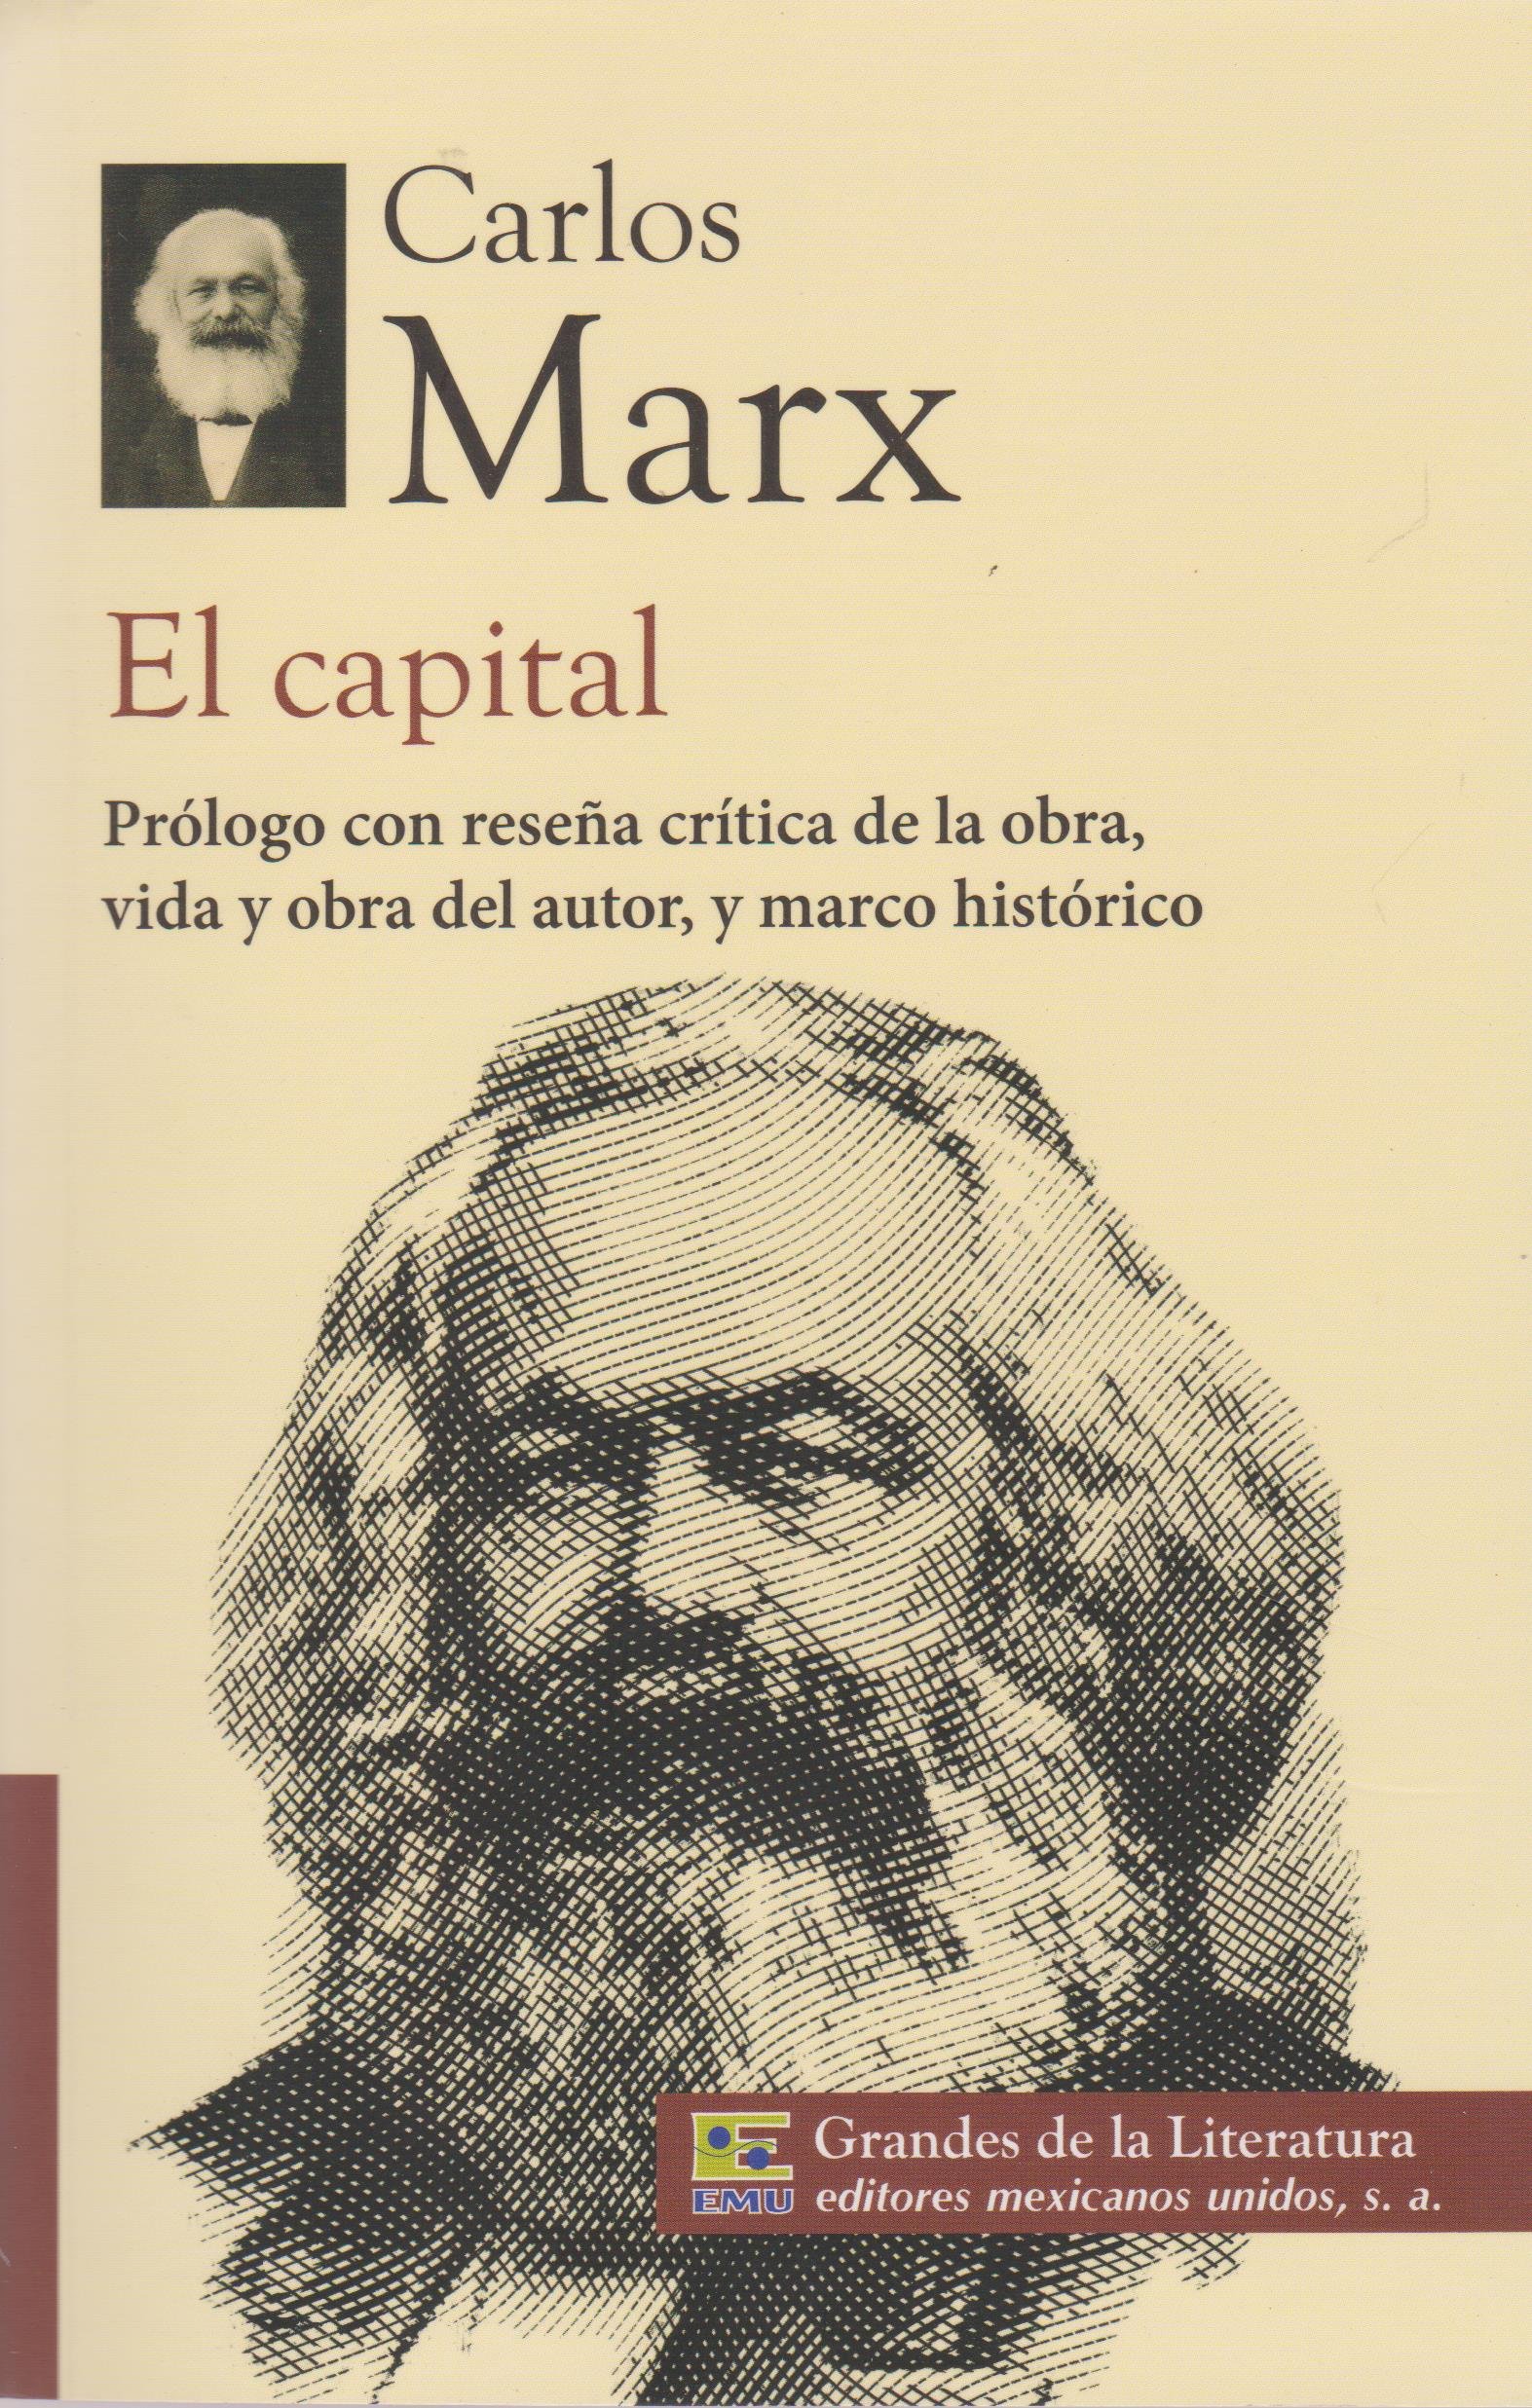 Carlos
Marx
El capital
Prólogo con reseña crítica de la obra,
vida y obra del autor, y marco histórico
Grandes de la Literatura
EMU
editores mexicanos unidos, s. a.